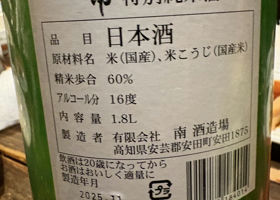 特別純米酒
品目 日本酒
原材料名 米(国産)、米こうじ(国産米)
精米歩合 60%
アルコール分 16度
内容量 1.8L
製造者 有限会社 南酒造場
高知県安芸郡安田町安田1875
飲酒は20歳になってから
お酒はおいしく適量に
製造年月
2025.11